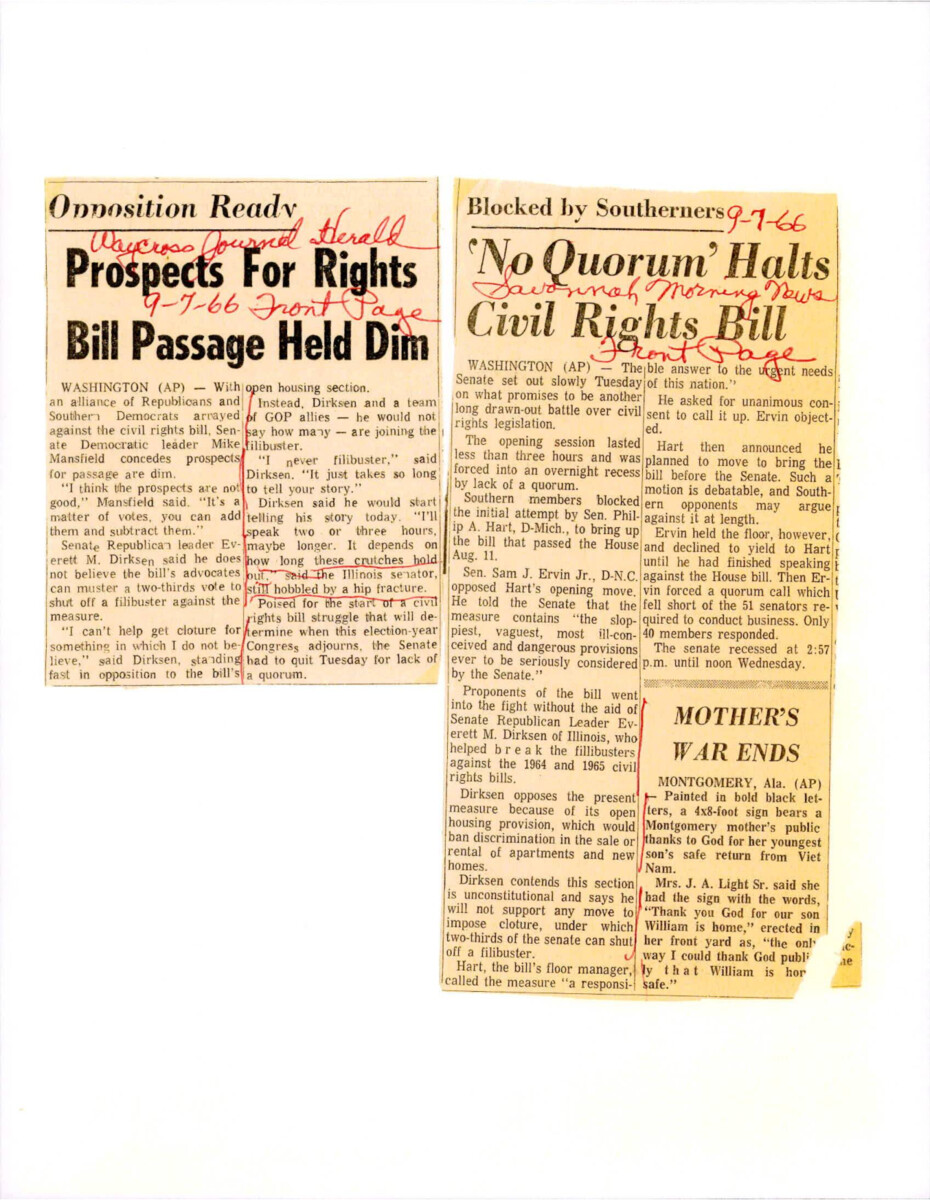 Opposition Ready
Waycross Journal Herald
Prospects For Rights
9-7-66 Front Page
Bill Passage Held Dim
WASHINGTON (AP) — With
an alliance of Republicans and
Southern Democrats arrayed
against the civil rights bill, Sen-
ate Democratic leader Mike
Mansfield concedes prospects
for passage are dim.
"I think the prospects are not
good," Mansfield said. "It's a
matter of votes, you can add
them and subtract them."
Senate Republican leader Ev-
erett M. Dirksen said he does
not believe the bill's advocates
can muster a two-thirds vote to
shut off a filibuster against the
measure.
"I can't help get cloture for
something in which I do not be-
lieve," said Dirksen, standing
fast in opposition to the bill's
open housing section.
Instead, Dirksen and a team
of GOP allies — he would not
say how many — are joining the
filibuster.
"I never filibuster," said
Dirksen. "It just takes so long
to tell your story."
Dirksen said he would start
telling his story today. "I'll
speak two or three hours,
maybe longer. It depends on
how long these crutches hold
out," said the Illinois senator,
still hobbled by a hip fracture.
Poised for the start of a civil
rights bill struggle that will de-
termine when this election-year
Congress adjourns, the Senate
had to quit Tuesday for lack of
a quorum.
Blocked by Southerners 9-7-66
'No Quorum' Halts
Savannah Morning News
Civil Rights Bill
Front Page
WASHINGTON (AP) — The
Senate set out slowly Tuesday
on what promises to be another
long drawn-out battle over civil
rights legislation.
The opening session lasted
less than three hours and was
forced into an overnight recess
by lack of a quorum.
Southern members blocked
the initial attempt by Sen. Phil-
ip A. Hart, D-Mich., to bring up
the bill that passed the House
Aug. 11.
Sen. Sam J. Ervin Jr., D-N.C.
opposed Hart's opening move.
He told the Senate that the
measure contains "the slop-
piest, vaguest, most ill-con-
ceived and dangerous provisions
ever to be seriously considered
by the Senate."
Proponents of the bill went
into the fight without the aid of
Senate Republican Leader Ev-
erett M. Dirksen of Illinois, who
helped break the fillibusters
against the 1964 and 1965 civil
rights bills.
Dirksen opposes the present
measure because of its open
housing provision, which would
ban discrimination in the sale or
rental of apartments and new
homes.
Dirksen contends this section
is unconstitutional and says he
will not support any move to
impose cloture, under which
two-thirds of the senate can shut
off a filibuster.
Hart, the bill's floor manager,
called the measure "a responsi-
ble answer to the urgent needs
of this nation."
He asked for unanimous con-
sent to call it up. Ervin object-
ed.
Hart then announced he
planned to move to bring the
bill before the Senate. Such a
motion is debatable, and South-
ern opponents may argue
against it at length.
Ervin held the floor, however,
and declined to yield to Hart
until he had finished speaking
against the House bill. Then Er-
vin forced a quorum call which
fell short of the 51 senators re-
quired to conduct business. Only
40 members responded.
The senate recessed at 2:57
p.m. until noon Wednesday.
MOTHER'S
WAR ENDS
MONTGOMERY, Ala. (AP)
— Painted in bold black let-
ters, a 4x8-foot sign bears a
Montgomery mother's public
thanks to God for her youngest
son's safe return from Viet
Nam.
Mrs. J. A. Light Sr. said she
had the sign with the words,
"Thank you God for our son
William is home," erected in
her front yard as, "the only
way I could thank God publi
ly that William is hom
safe."